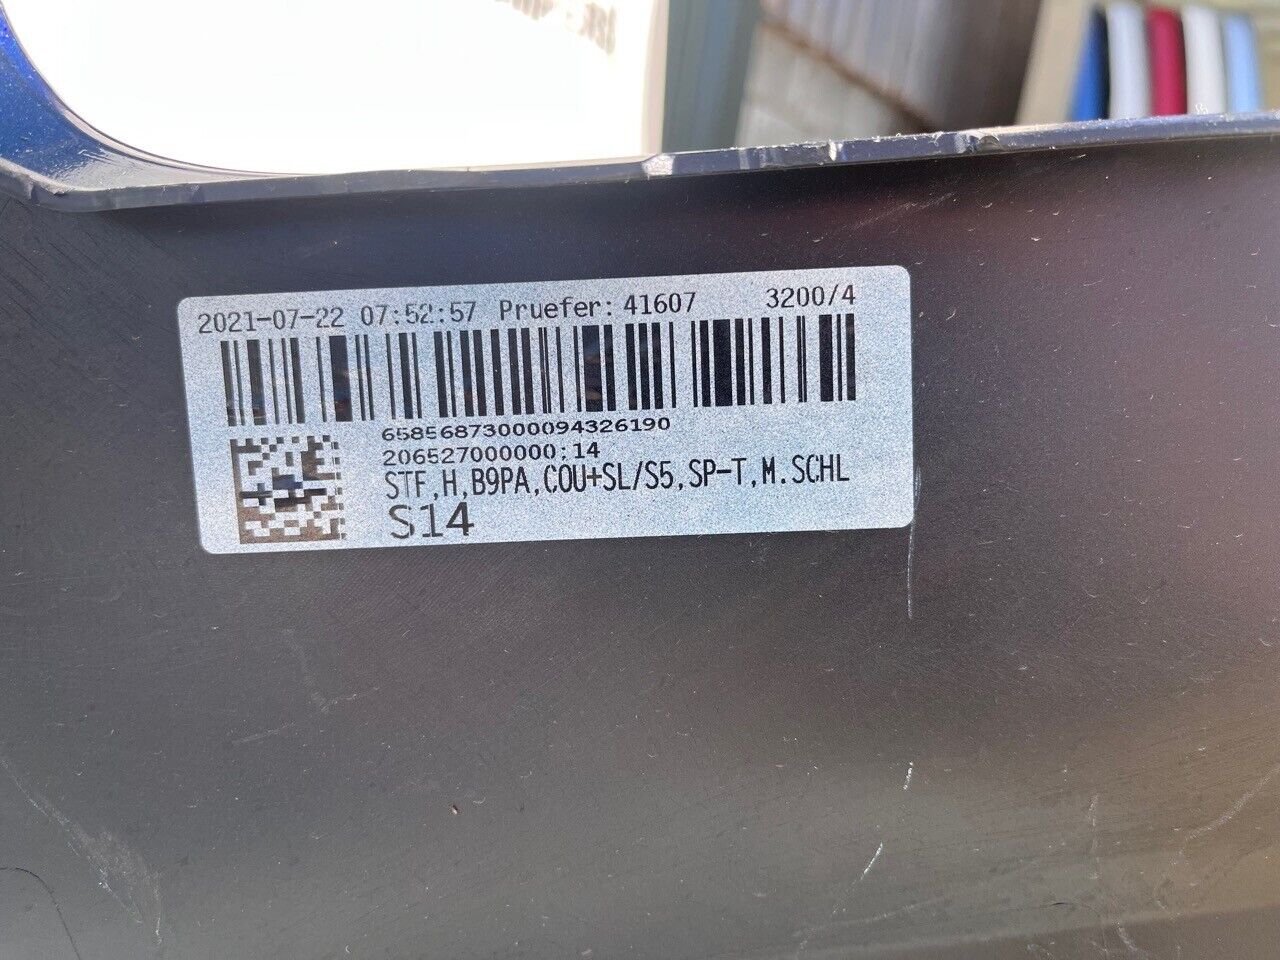 2021-07-22 07:52:57 Pruefer: 41607 3200/4
65856873000094326190
206527000000:14
STF,H,B9PA,COU+SL/S5,SP-T,M.SCHL
S14